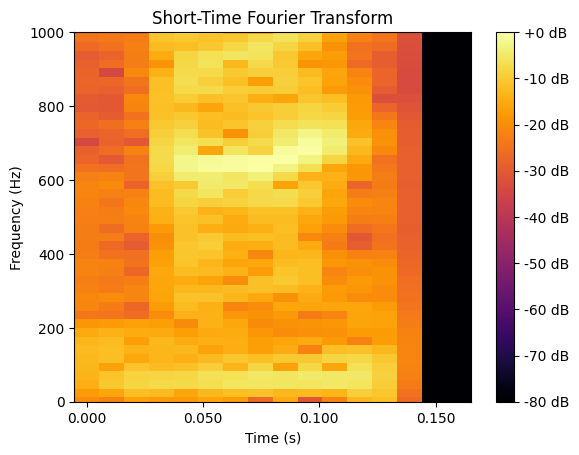 Short-Time Fourier Transform
Frequency (Hz)
1000
800
600
400
200
0
0.000
0.050
0.100
0.150
Time (s)
+0 dB
-10 dB
-20 dB
-30 dB
-40 dB
-50 dB
-60 dB
-70 dB
-80 dB